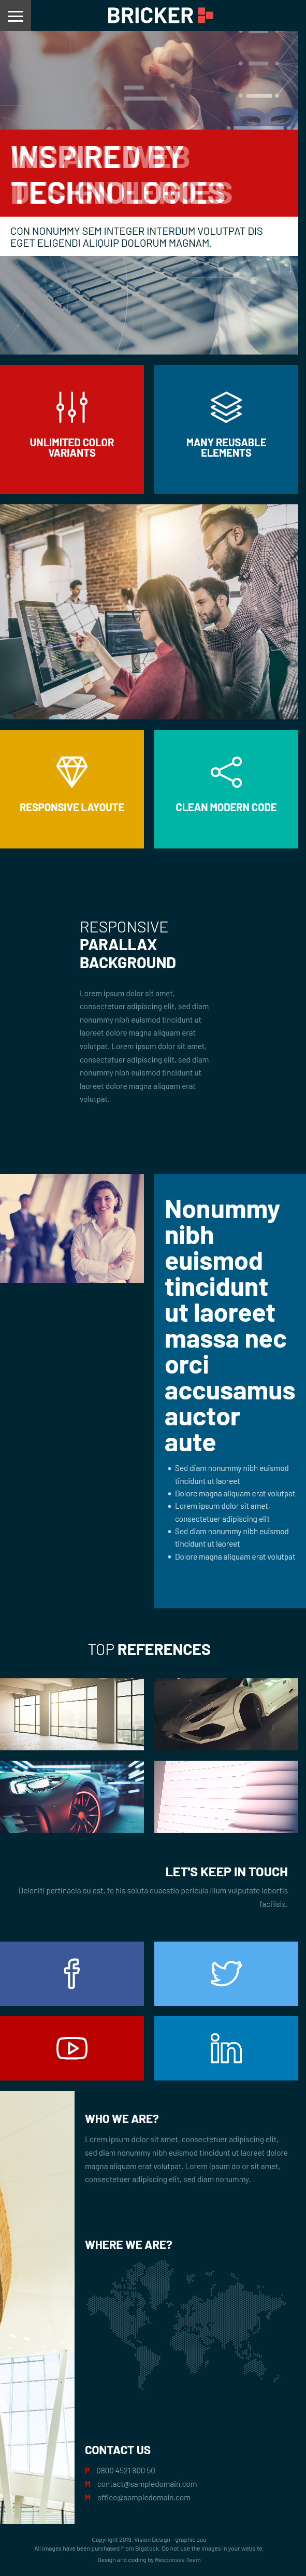 BRICKER
INSPIRED BY
TECHNOLOGIES
CON NONUMMY SEM INTEGER INTERDUM VOLUTPAT DIS
EGET ELIGENDI ALIQUIP DOLORUM MAGNAM.
UNLIMITED COLOR
VARIANTS
MANY REUSABLE
ELEMENTS
RESPONSIVE LAYOUTE
CLEAN MODERN CODE
RESPONSIVE
PARALLAX
BACKGROUND
Lorem ipsum dolor sit amet,
consectetuer adipiscing elit, sed diam
nonummy nibh euismod tincidunt ut
laoreet dolore magna aliquam erat
volutpat. Lorem ipsum dolor sit amet,
consectetuer adipiscing elit, sed diam
nonummy nibh euismod tincidunt ut
laoreet dolore magna aliquam erat
volutpat.
Nonummy
nibh
euismod
tincidunt
ut laoreet
massa nec
orci
accusamus
auctor
aute
Sed diam nonummy nibh euismod
tincidunt ut laoreet
Dolore magna aliquam erat volutpat
Lorem ipsum dolor sit amet,
consectetuer adipiscing elit
Sed diam nonummy nibh euismod
tincidunt ut laoreet
Dolore magna aliquam erat volutpat
TOP REFERENCES
LET'S KEEP IN TOUCH
Deleniti pertinacia eu est, te his soluta quaestio pericula illum vulputate lobortis
facilisis.
WHO WE ARE?
Lorem ipsum dolor sit amet, consectetuer adipiscing elit,
sed diam nonummy nibh euismod tincidunt ut laoreet dolore
magna aliquam erat volutpat. Lorem ipsum dolor sit amet,
consectetuer adipiscing elit, sed diam nonummy.
WHERE WE ARE?
CONTACT US
P 0800 4521 800 50
M contact@sampledomain.com
M office@sampledomain.com
Copyright 2019, Vision Design - graphic zoo
All images have been purchased from Bigstock. Do not use the images in your website.
Design and coding by Responsee Team